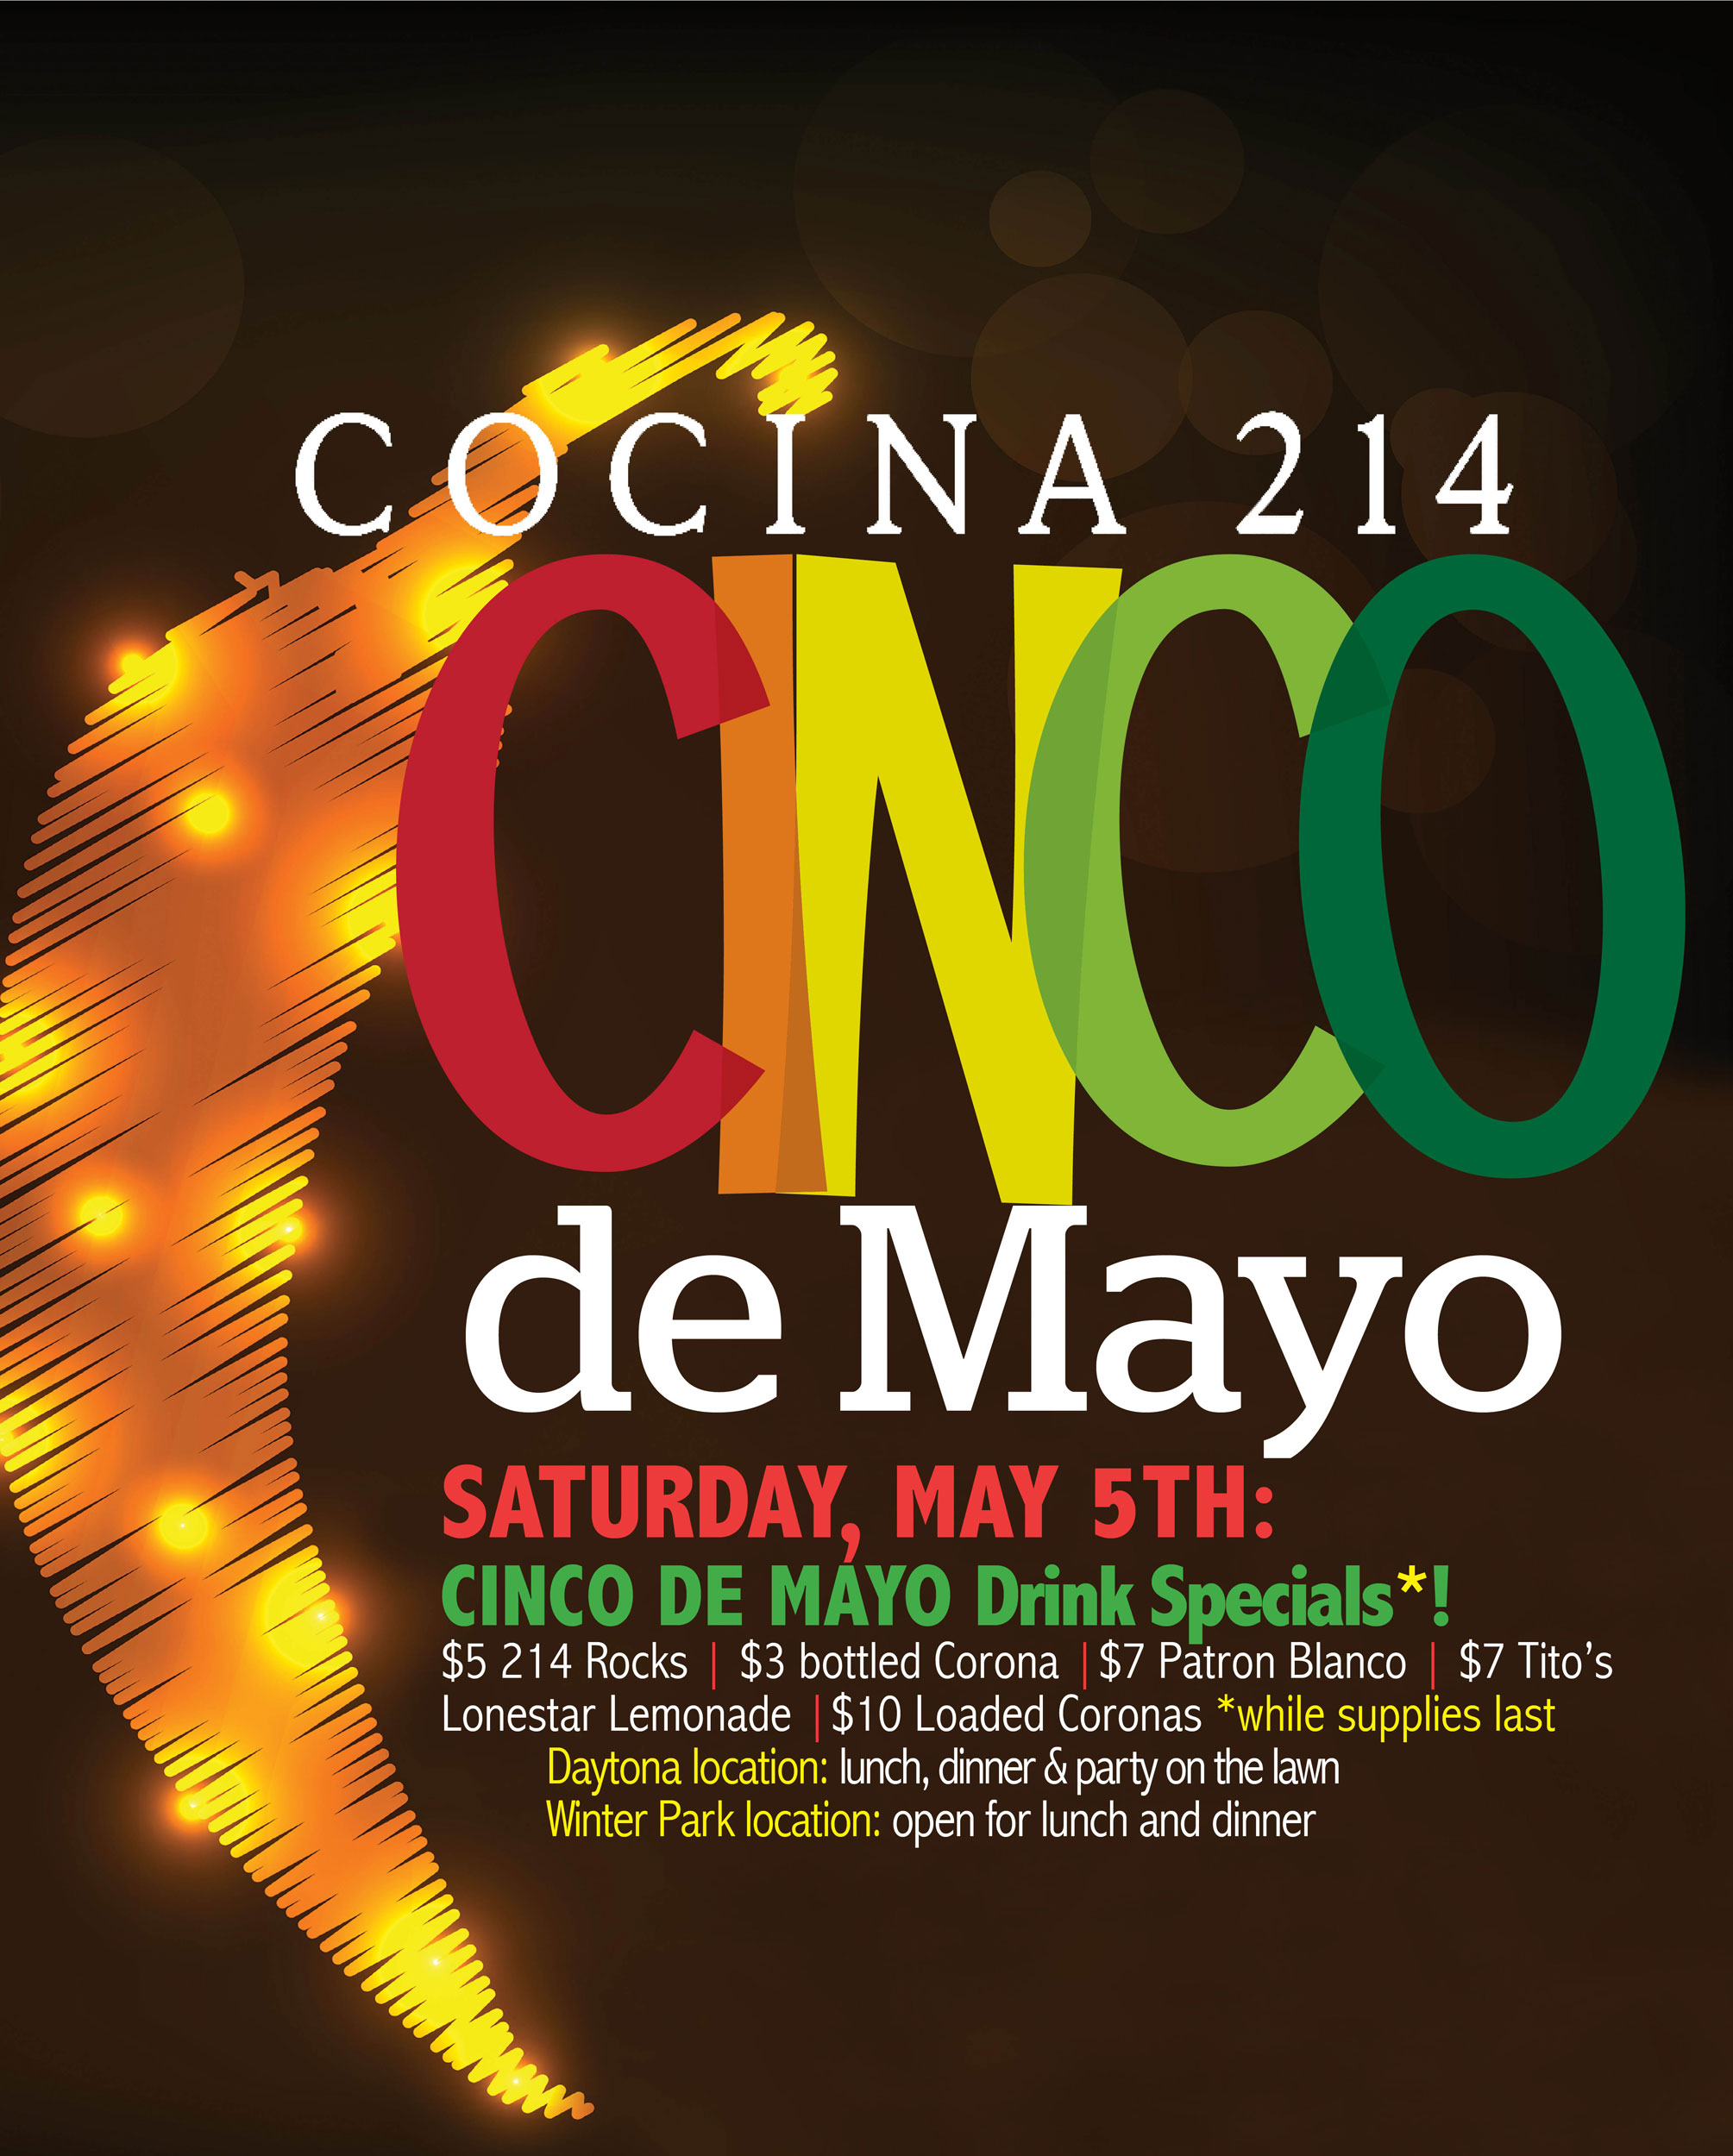 COCINA 214
CINCO
de Mayo
SATURDAY, MAY 5TH:
CINCO DE MAYO Drink Specials*!
$5 214 Rocks | $3 bottled Corona | $7 Patron Blanco | $7 Tito’s
Lonestar Lemonade | $10 Loaded Coronas *while supplies last
Daytona location: lunch, dinner & party on the lawn
Winter Park location: open for lunch and dinner